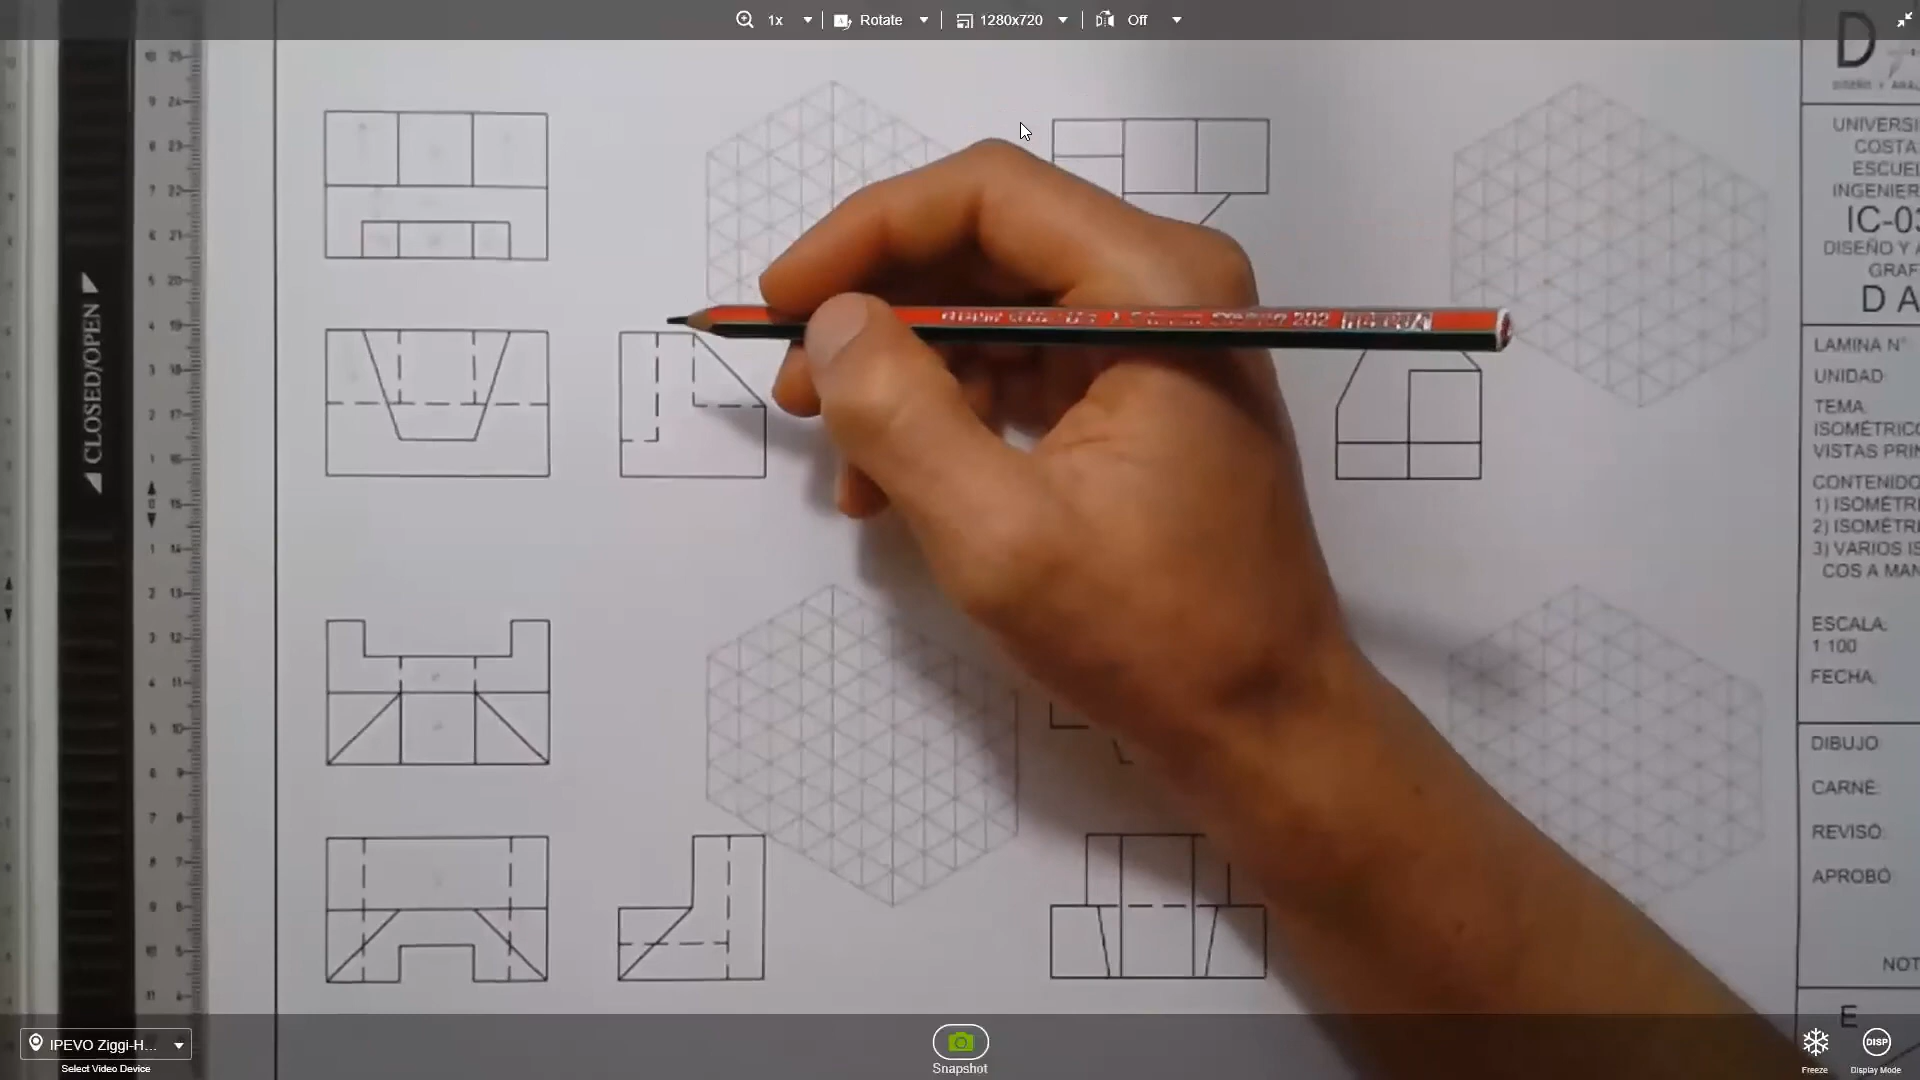 1x
Rotate
1280x720
Off
CLOSED/OPEN
D
UNIVERSI
COSTA
ESCUEL
INGENIER
IC-03
DISEÑO Y A
GRAF
D A
LAMINA N°
UNIDAD
TEMA:
ISOMÉTRICO
VISTAS PRIN
CONTENIDO
1) ISOMÉTRI
2) ISOMÉTRI
3) VARIOS IS
COS A MAN
ESCALA:
1:100
FECHA:
DIBUJO:
CARNÉ:
REVISÓ:
APROBÓ
NOT
E
IPEVO Ziggi-H...
Select Video Device
Snapshot
Freeze
DISP
Display Mode